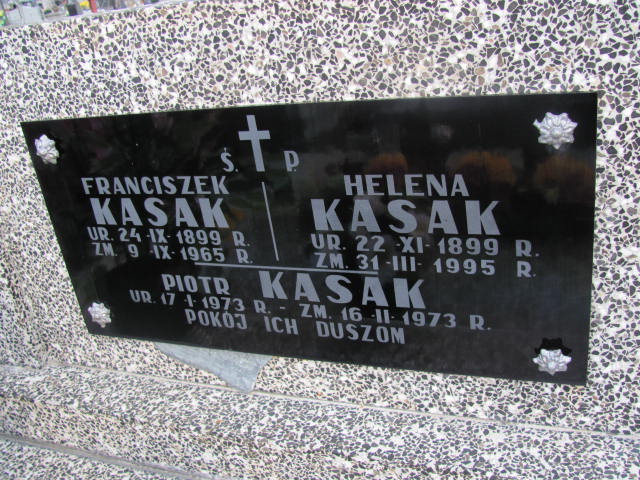 Ś. P.
FRANCISZEK
KASAK
UR. 24-IX-1899 R.
ZM. 9-IX-1965 R.
HELENA
KASAK
UR. 22-XI-1899 R.
ZM. 31-III-1995 R.
PIOTR KASAK
UR. 17-I-1973 R. - ZM. 16-II-1973 R.
POKÓJ ICH DUSZOM